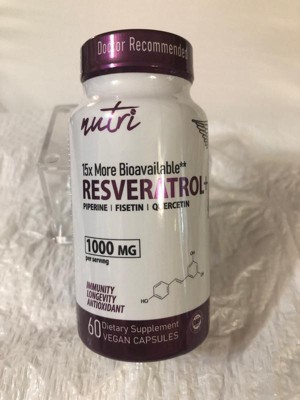 Doctor Recommended
nutri
15x More Bioavailable**
RESVERATROL+
PIPERINE | FISETIN | QUERCETIN
1000 MG
per serving
IMMUNITY
LONGEVITY
ANTIOXIDANT
HO
60 Dietary Supplement
VEGAN CAPSULES